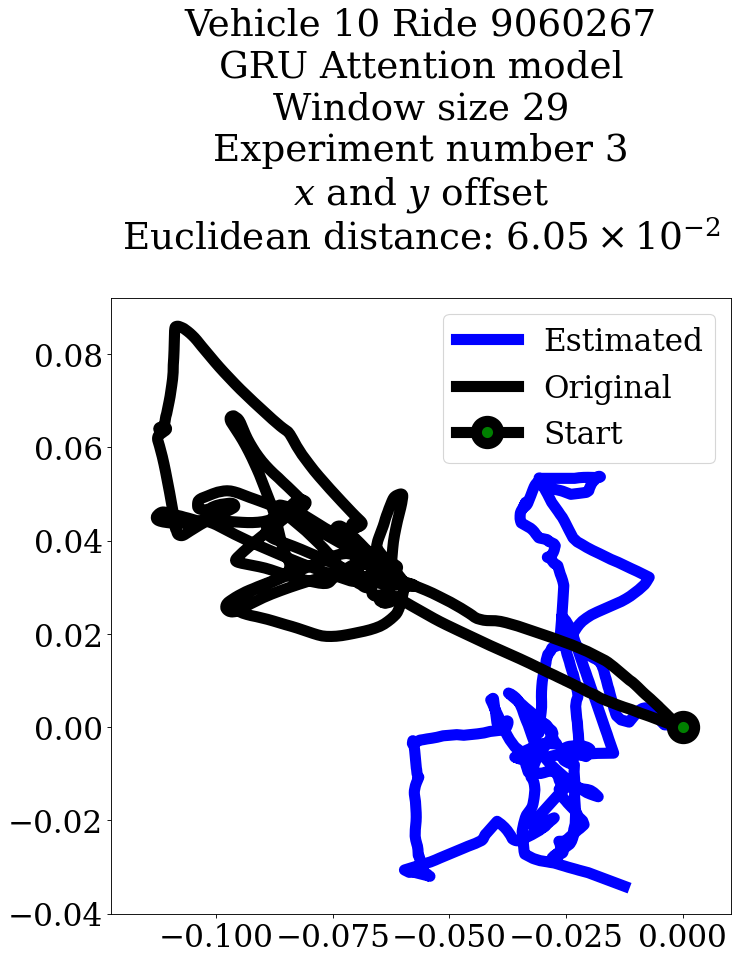 Vehicle 10 Ride 9060267
GRU Attention model
Window size 29
Experiment number 3
x and y offset
Euclidean distance: 6.05 × 10⁻²
Estimated
Original
Start
0.08
0.06
0.04
0.02
0.00
−0.02
−0.04
−0.100
−0.075
−0.050
−0.025
0.000